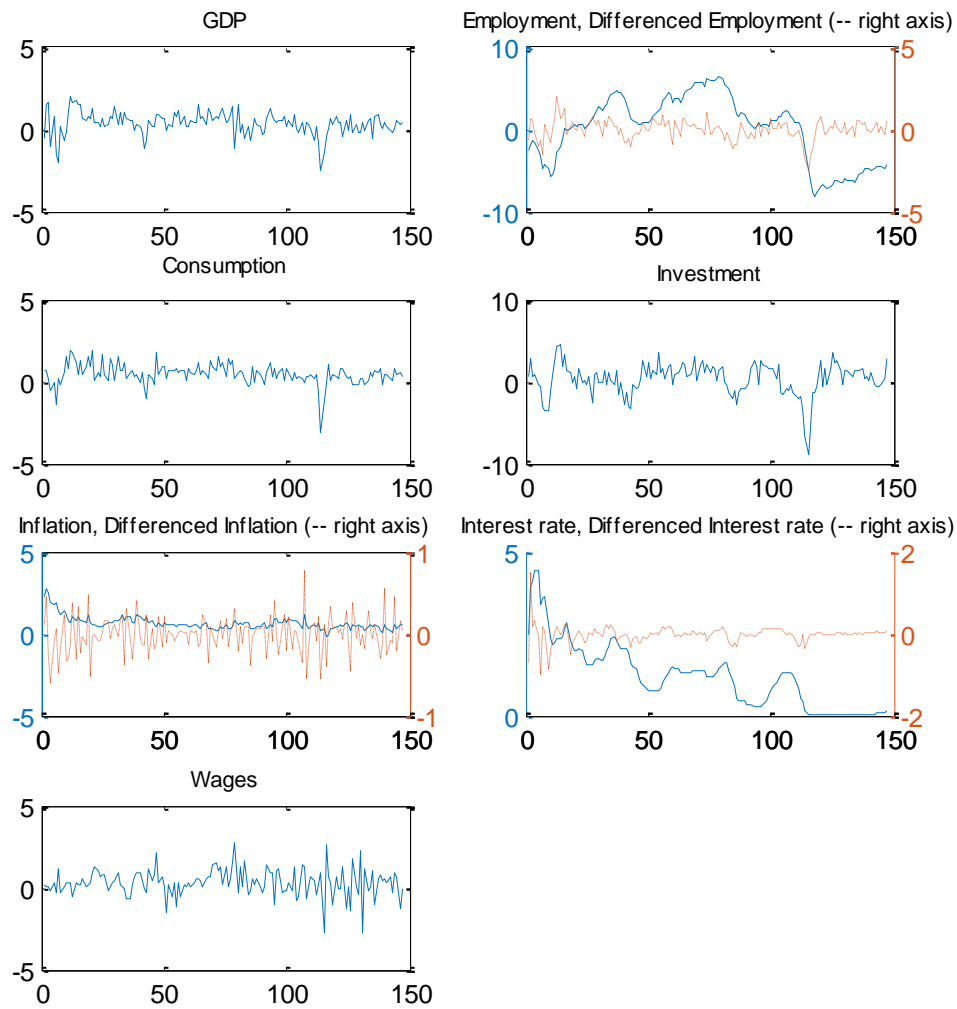 GDP
5
0
-5
0 50 100 150
Employment, Differenced Employment (-- right axis)
10 5
0 0
-10 -5
0 50 100 150
Consumption
5
0
-5
0 50 100 150
Investment
10
0
-10
0 50 100 150
Inflation, Differenced Inflation (-- right axis)
5 1
0 0
-5 -1
0 50 100 150
Interest rate, Differenced Interest rate (-- right axis)
5 2
0
0 -2
0 50 100 150
Wages
5
0
-5
0 50 100 150